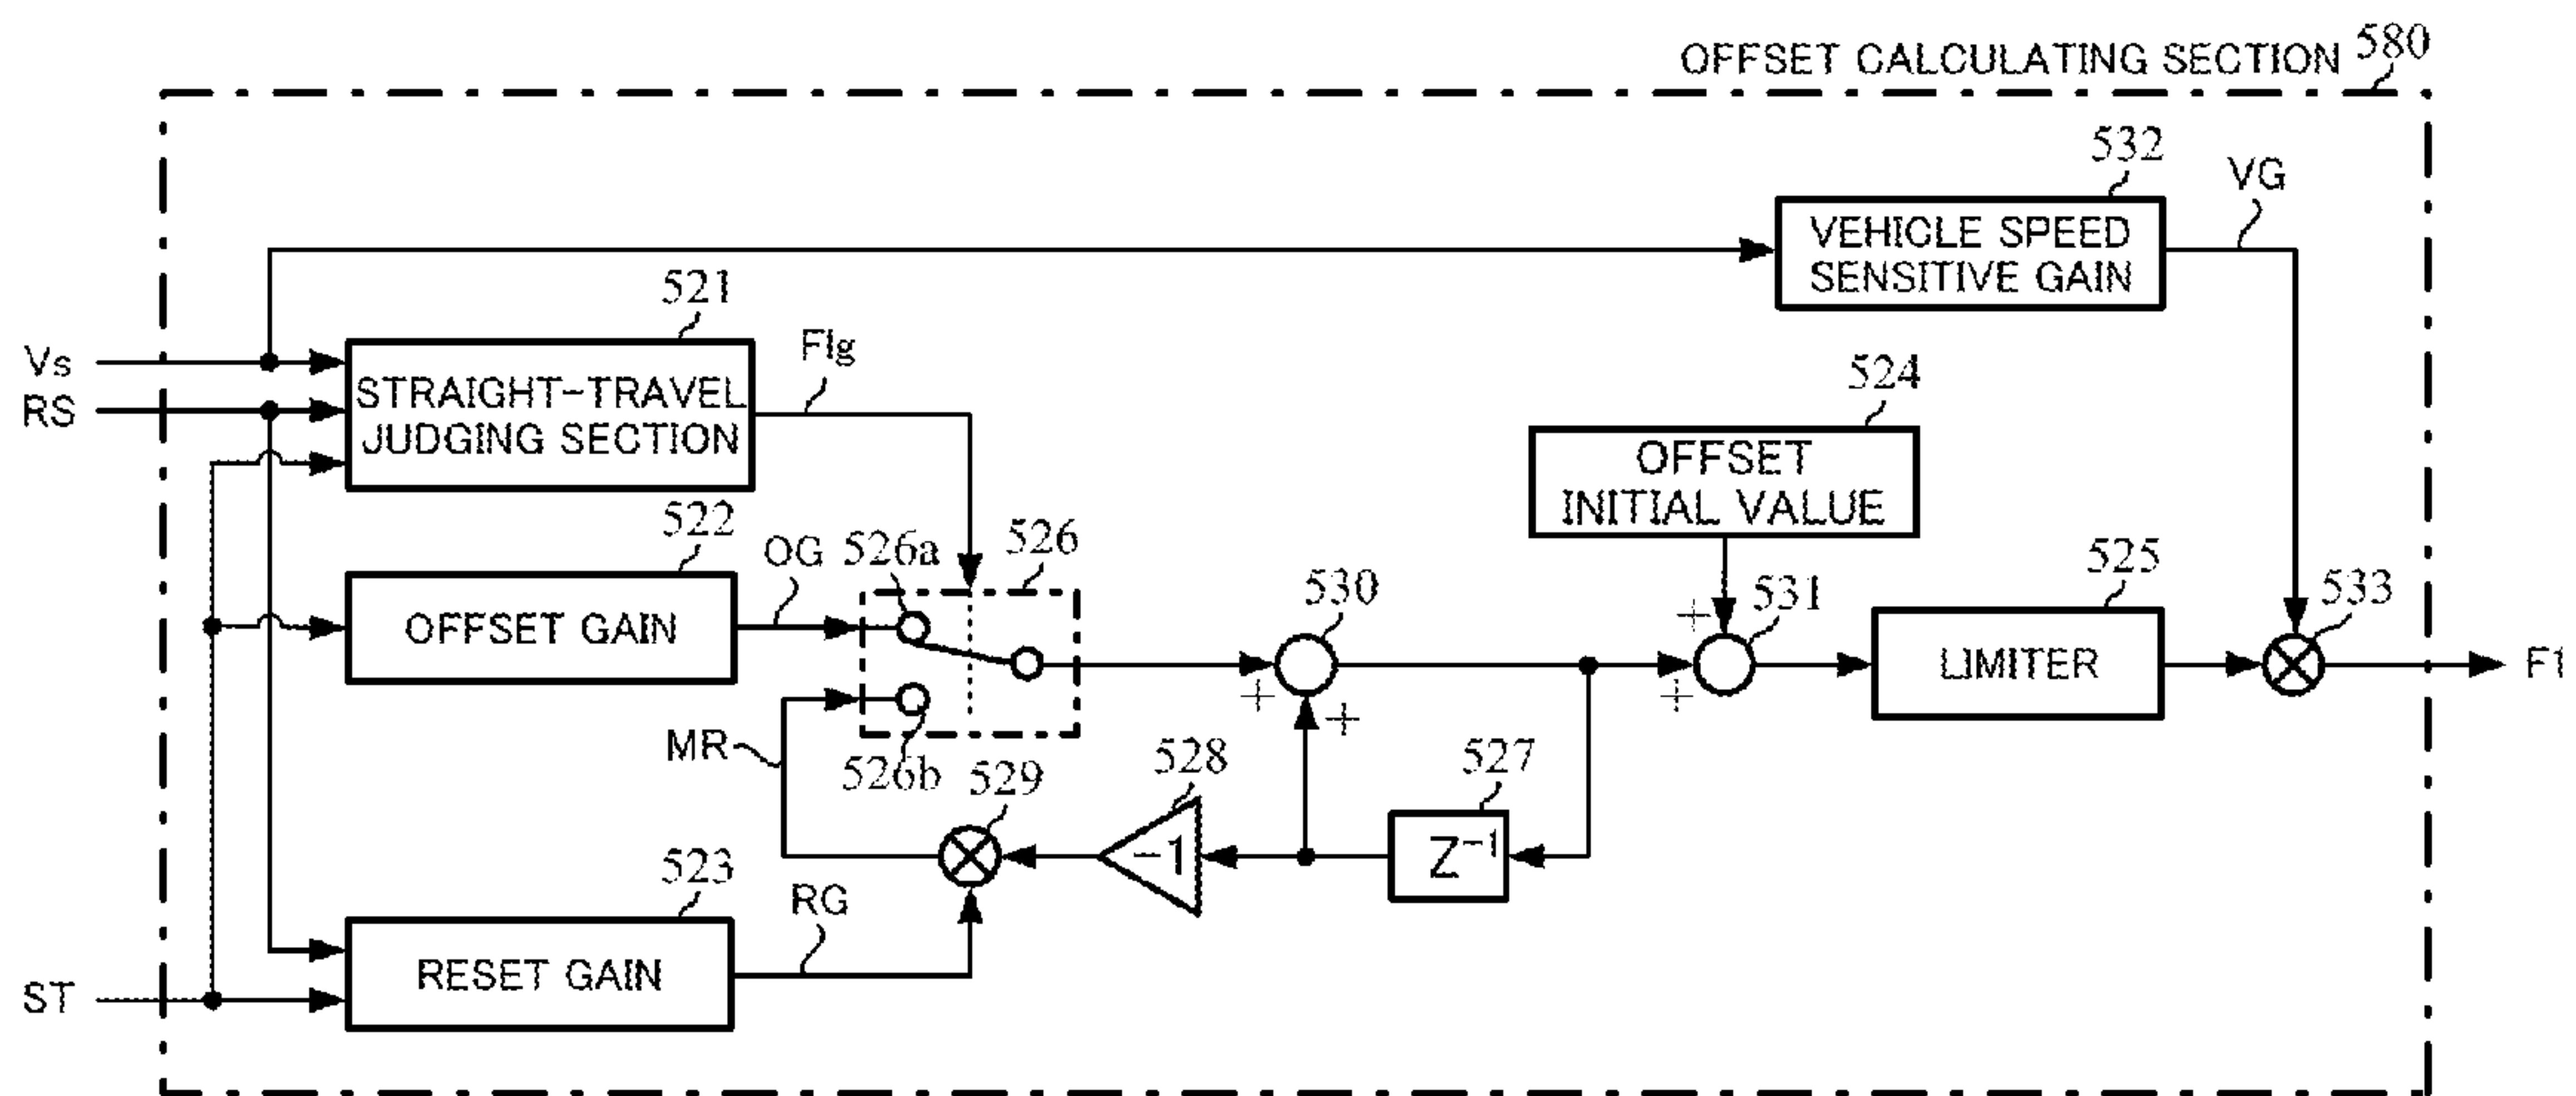 OFFSET CALCULATING SECTION 580
532
VG
VEHICLE SPEED
SENSITIVE GAIN
521
Flg
Vs
RS
STRAIGHT-TRAVEL
JUDGING SECTION
524
OFFSET
INITIAL VALUE
522
OG
526a
526
OFFSET GAIN
530
+
+
531
+
+
525
LIMITER
533
F1
MR
526b
529
528
-1
527
Z-1
523
RG
RESET GAIN
ST